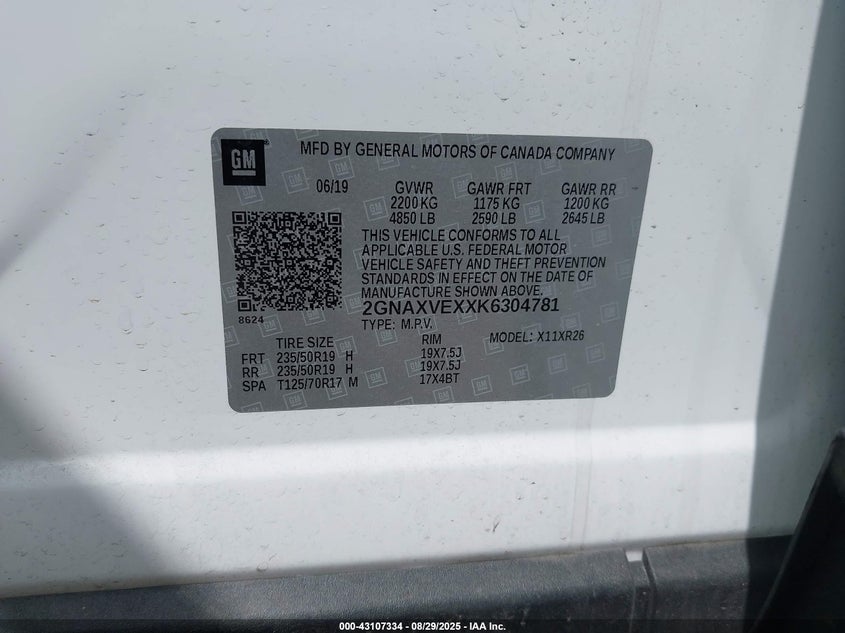 GM
MFD BY GENERAL MOTORS OF CANADA COMPANY
06/19 GVWR GAWR FRT GAWR RR
2200 KG 1175 KG 1200 KG
4850 LB 2590 LB 2645 LB
THIS VEHICLE CONFORMS TO ALL
APPLICABLE U.S. FEDERAL MOTOR
VEHICLE SAFETY AND THEFT PREVENTION
STANDARDS IN EFFECT ON THE DATE OF
MANUFACTURE SHOWN ABOVE.
8624
2GNAXVEXXK6304781
TYPE: M.P.V. MODEL: X11XR26
TIRE SIZE RIM
FRT 235/50R19 H 19X7.5J
RR 235/50R19 H 19X7.5J
SPA T125/70R17 M 17X4BT
000-43107334 - 08/29/2025 - IAA Inc.